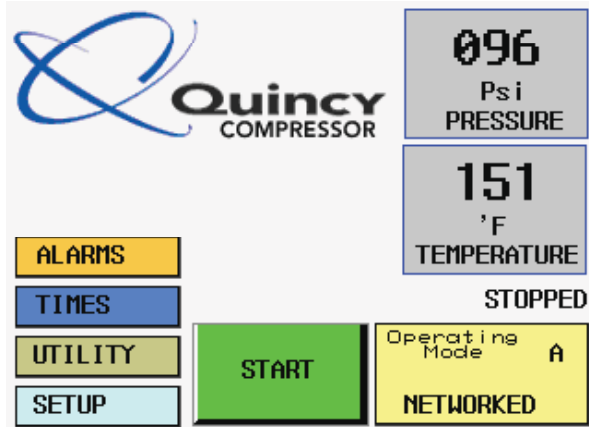 Quincy
COMPRESSOR
096
Psi
PRESSURE
151
'F
TEMPERATURE
STOPPED
ALARMS
TIMES
UTILITY
SETUP
START
Operating
Mode A
NETWORKED